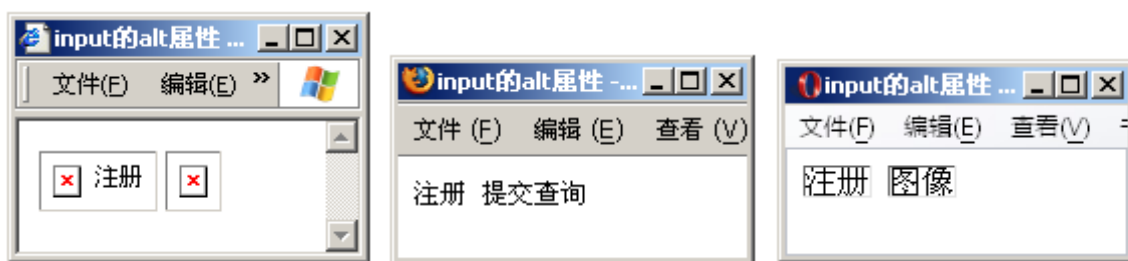 input的alt属性 ...
文件(F) 编辑(E) »
注册
input的alt属性 -...
文件 (F) 编辑 (E) 查看 (V)
注册 提交查询
input的alt属性 ...
文件(F) 编辑(E) 查看(V)
注册 图像